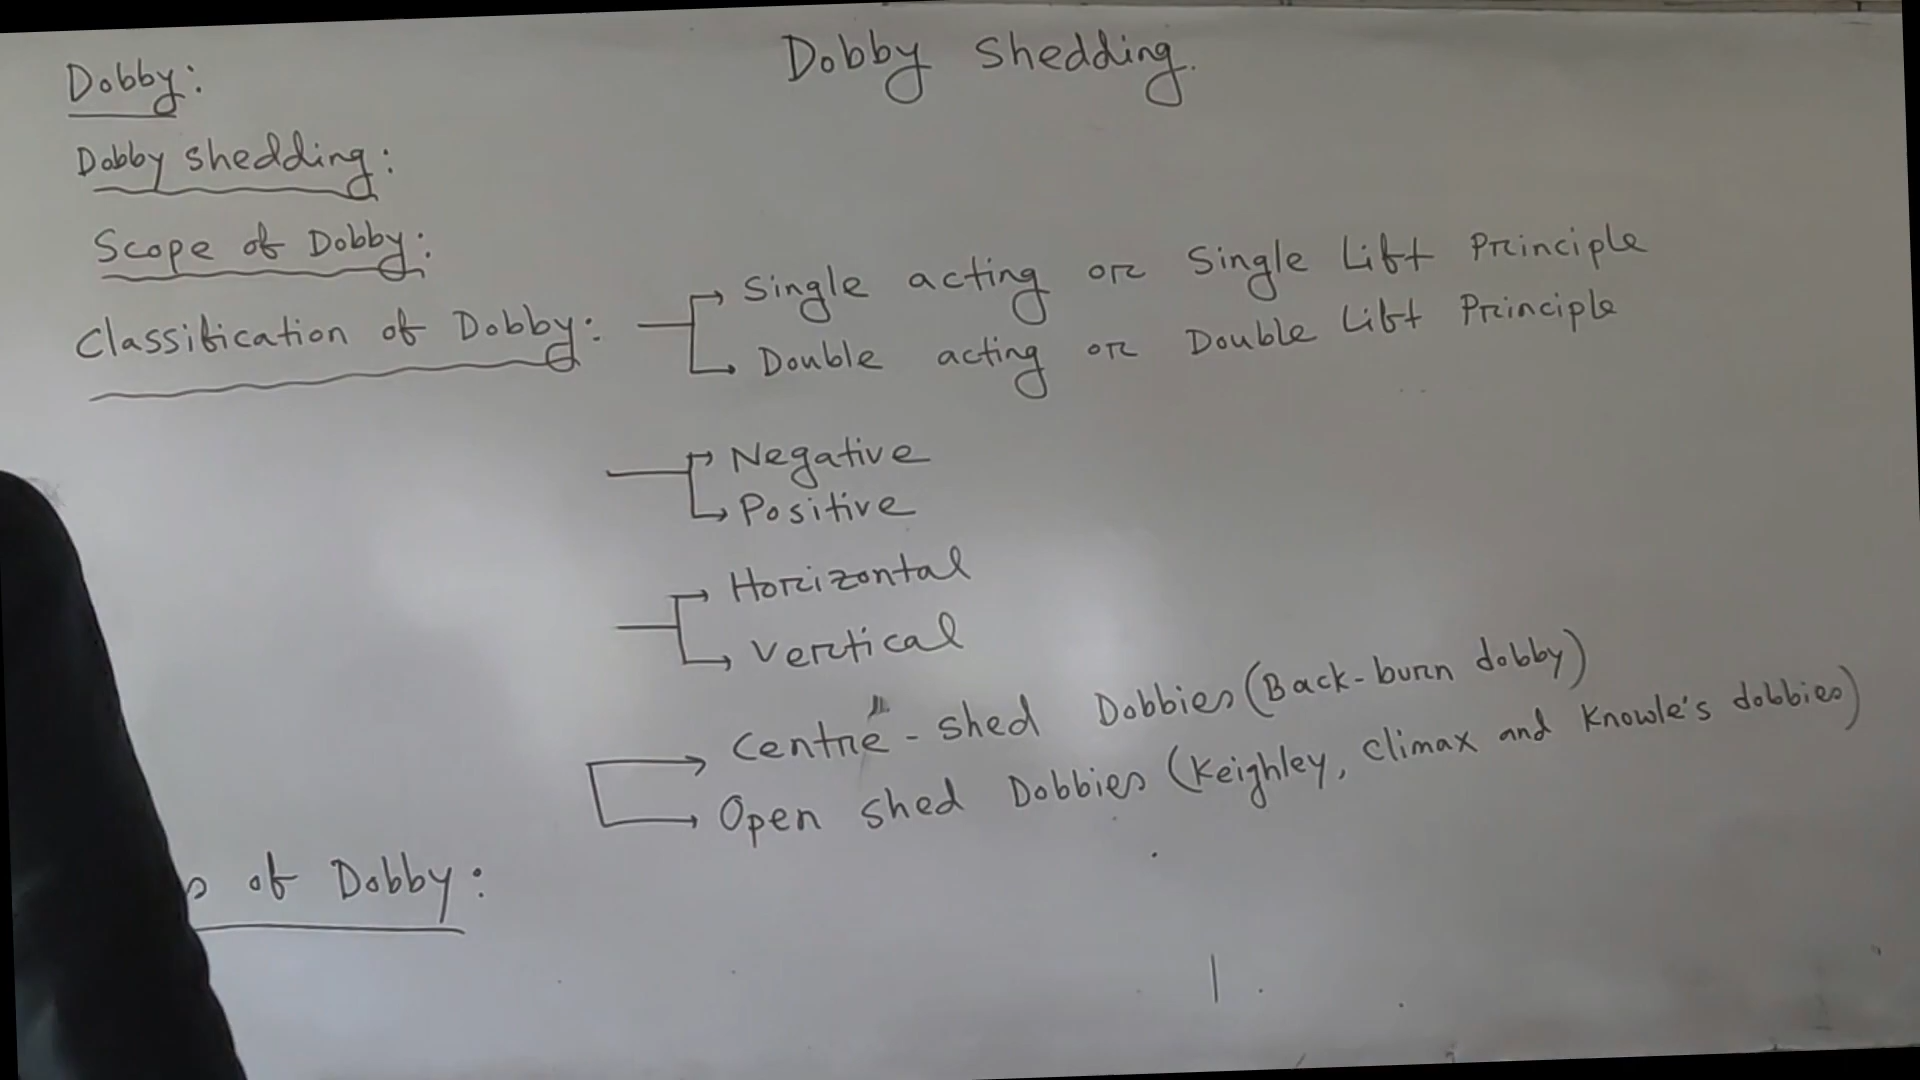 Dobby shedding.
Dobby:
Dobby shedding:
Scope of Dobby:
Classification of Dobby:
Single acting or Single Lift Principle
Double acting or Double Lift Principle
Negative
Positive
Horizontal
Vertical
Centre-shed Dobbies (Back-burn dobby)
Open shed Dobbies (Keighley, climax and Knowle's dobbies)
of Dobby: